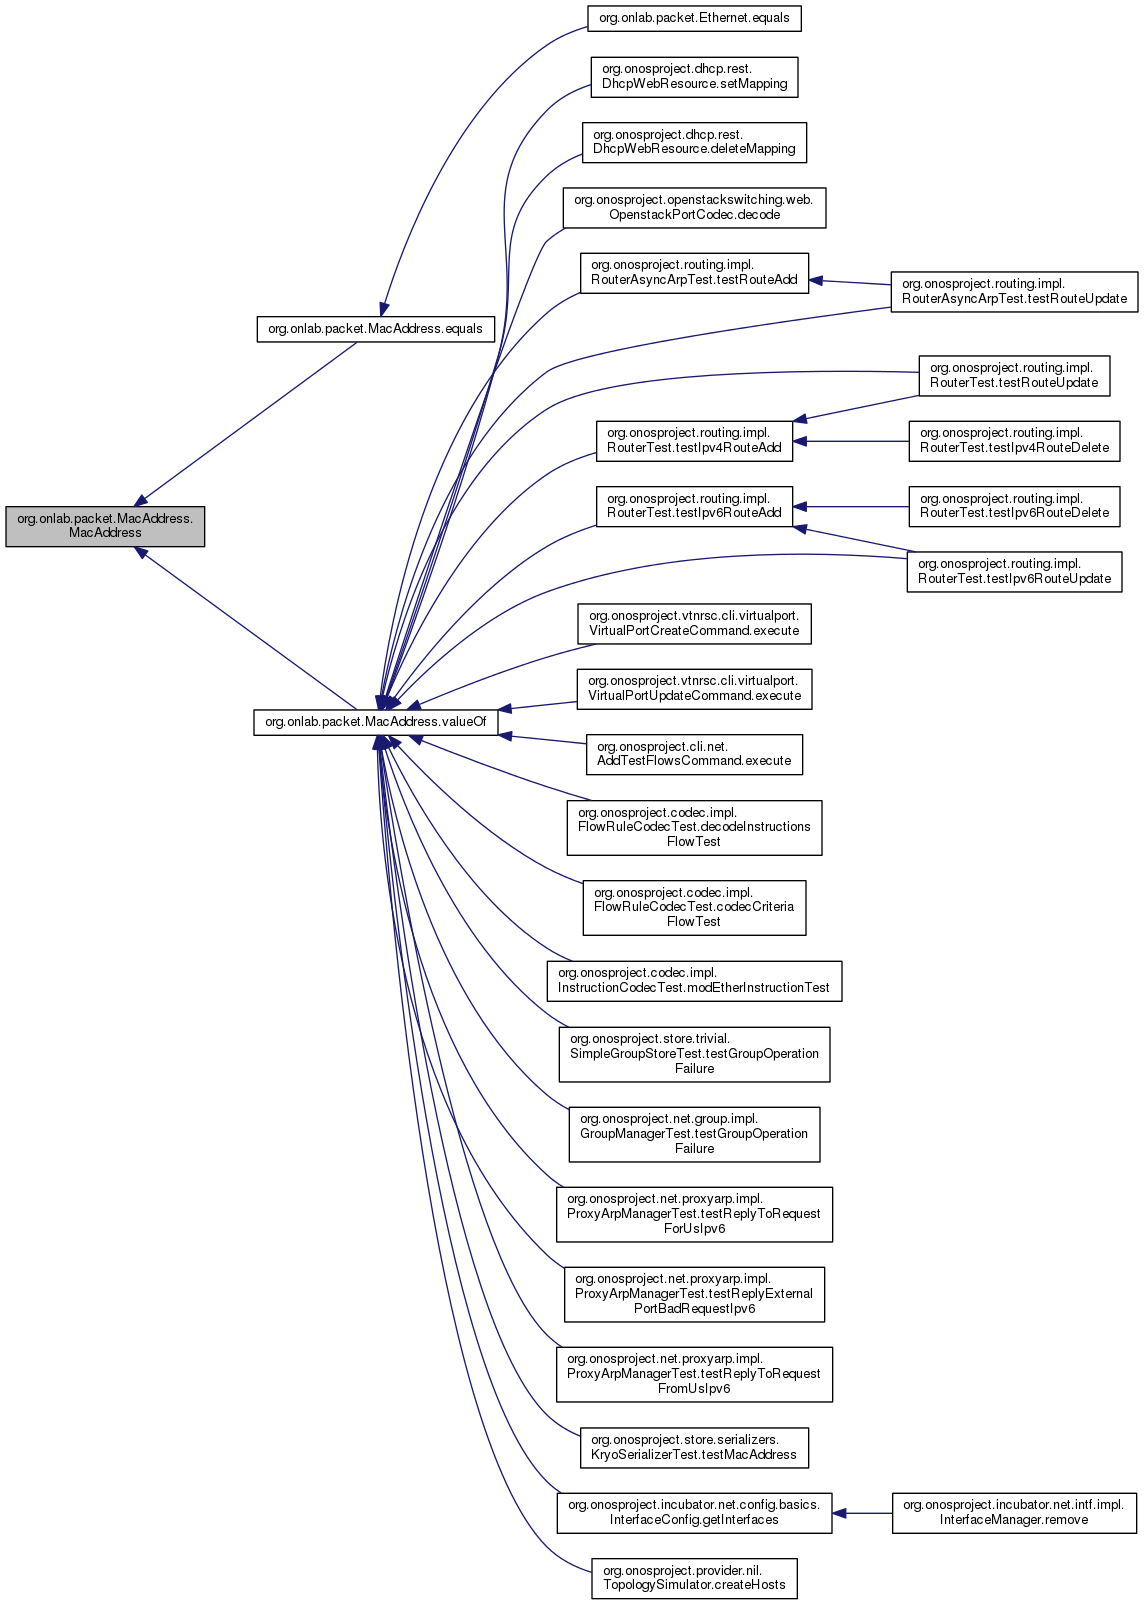 org.onlab.packet.Ethernet.equals
org.onosproject.dhcp.rest.
DhcpWebResource.setMapping
org.onosproject.dhcp.rest.
DhcpWebResource.deleteMapping
org.onosproject.openstackswitching.web.
OpenstackPortCodec.decode
org.onosproject.routing.impl.
RouterAsyncArpTest.testRouteAdd
org.onosproject.routing.impl.
RouterAsyncArpTest.testRouteUpdate
org.onlab.packet.MacAddress.equals
org.onosproject.routing.impl.
RouterTest.testRouteUpdate
org.onosproject.routing.impl.
RouterTest.testIpv4RouteAdd
org.onosproject.routing.impl.
RouterTest.testIpv4RouteDelete
org.onlab.packet.MacAddress.
MacAddress
org.onosproject.routing.impl.
RouterTest.testIpv6RouteAdd
org.onosproject.routing.impl.
RouterTest.testIpv6RouteDelete
org.onosproject.routing.impl.
RouterTest.testIpv6RouteUpdate
org.onosproject.vtnrsc.cli.virtualport.
VirtualPortCreateCommand.execute
org.onosproject.vtnrsc.cli.virtualport.
VirtualPortUpdateCommand.execute
org.onlab.packet.MacAddress.valueOf
org.onosproject.cli.net.
AddTestFlowsCommand.execute
org.onosproject.codec.impl.
FlowRuleCodecTest.decodeInstructions
FlowTest
org.onosproject.codec.impl.
FlowRuleCodecTest.codecCriteria
FlowTest
org.onosproject.codec.impl.
InstructionCodecTest.modEtherInstructionTest
org.onosproject.store.trivial.
SimpleGroupStoreTest.testGroupOperation
Failure
org.onosproject.net.group.impl.
GroupManagerTest.testGroupOperation
Failure
org.onosproject.net.proxyarp.impl.
ProxyArpManagerTest.testReplyToRequest
ForUsIpv6
org.onosproject.net.proxyarp.impl.
ProxyArpManagerTest.testReplyExternal
PortBadRequestIpv6
org.onosproject.net.proxyarp.impl.
ProxyArpManagerTest.testReplyToRequest
FromUsIpv6
org.onosproject.store.serializers.
KryoSerializerTest.testMacAddress
org.onosproject.incubator.net.config.basics.
InterfaceConfig.getInterfaces
org.onosproject.incubator.net.intf.impl.
InterfaceManager.remove
org.onosproject.provider.nil.
TopologySimulator.createHosts